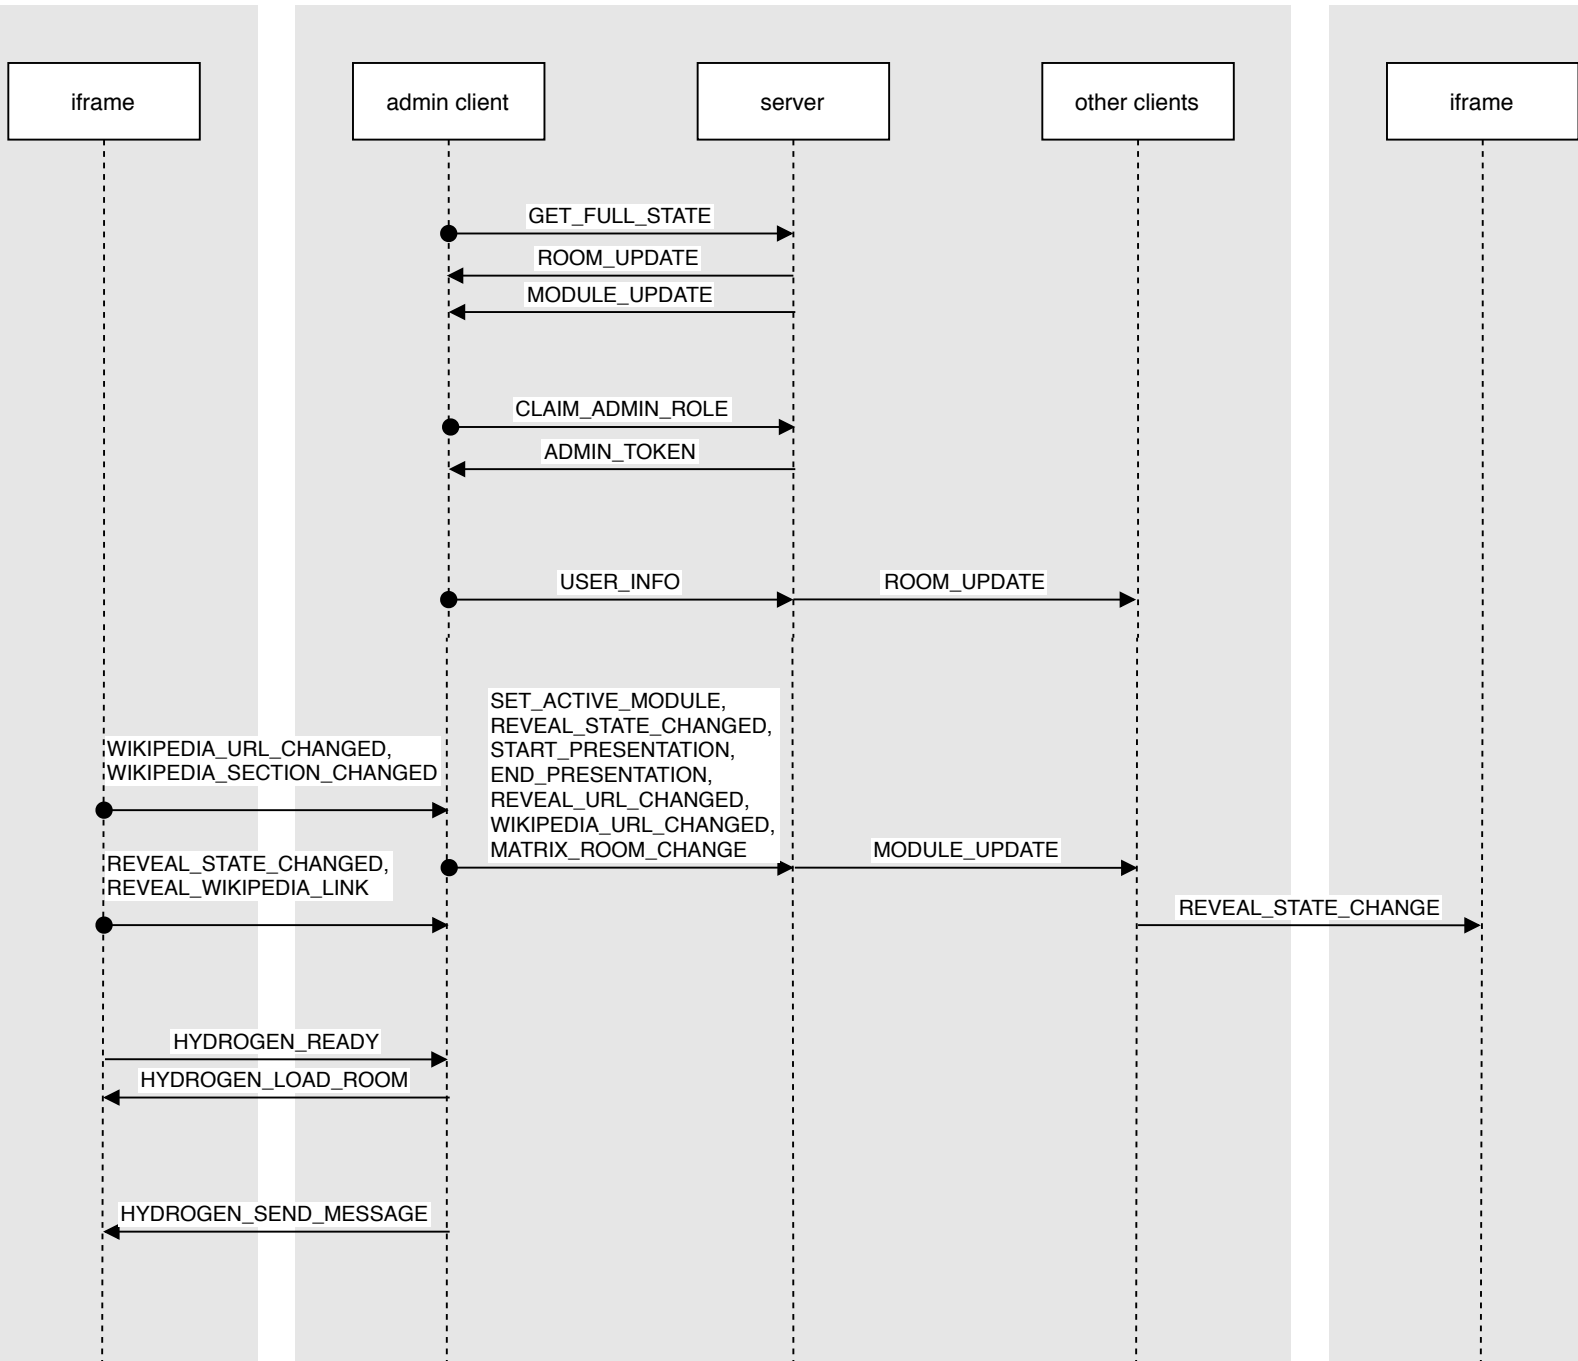 iframe
admin client
server
other clients
iframe
GET_FULL_STATE
ROOM_UPDATE
MODULE_UPDATE
CLAIM_ADMIN_ROLE
ADMIN_TOKEN
USER_INFO
ROOM_UPDATE
WIKIPEDIA_URL_CHANGED,
WIKIPEDIA_SECTION_CHANGED
SET_ACTIVE_MODULE,
REVEAL_STATE_CHANGED,
START_PRESENTATION,
END_PRESENTATION,
REVEAL_URL_CHANGED,
WIKIPEDIA_URL_CHANGED,
MATRIX_ROOM_CHANGE
MODULE_UPDATE
REVEAL_STATE_CHANGED,
REVEAL_WIKIPEDIA_LINK
REVEAL_STATE_CHANGE
HYDROGEN_READY
HYDROGEN_LOAD_ROOM
HYDROGEN_SEND_MESSAGE